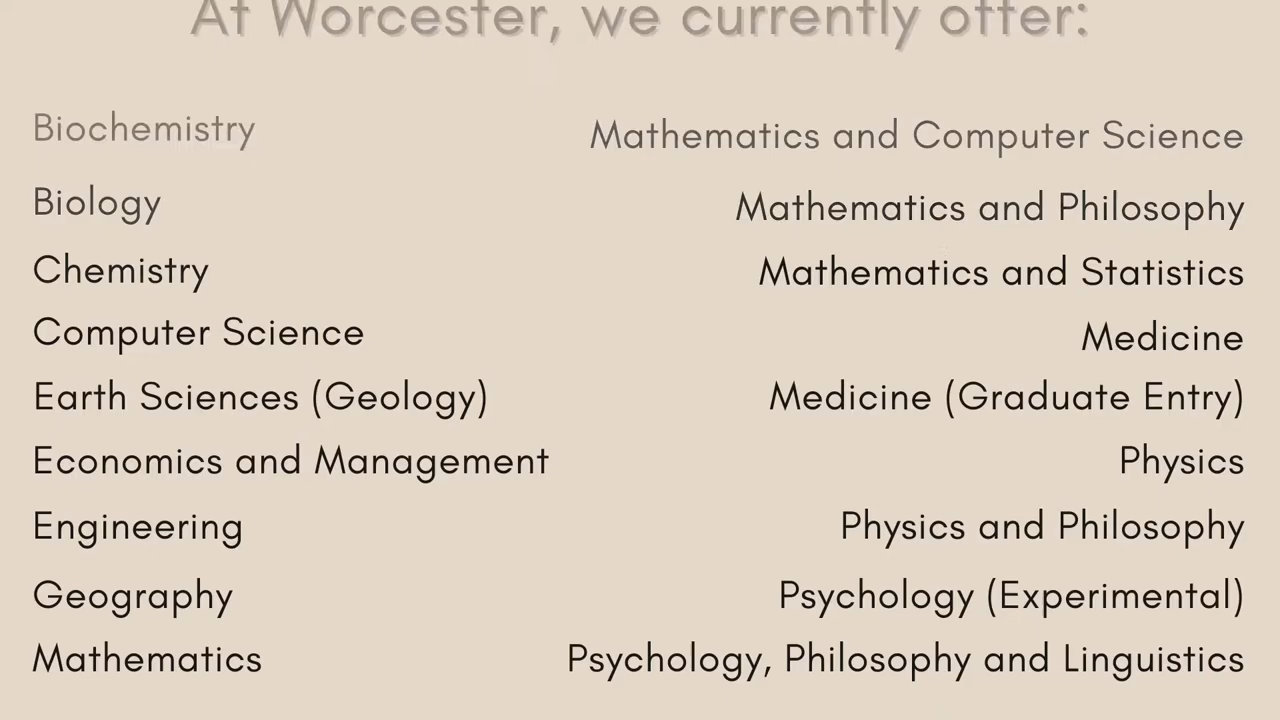 At Worcester, we currently offer:
Biochemistry
Biology
Chemistry
Computer Science
Earth Sciences (Geology)
Economics and Management
Engineering
Geography
Mathematics
Mathematics and Computer Science
Mathematics and Philosophy
Mathematics and Statistics
Medicine
Medicine (Graduate Entry)
Physics
Physics and Philosophy
Psychology (Experimental)
Psychology, Philosophy and Linguistics